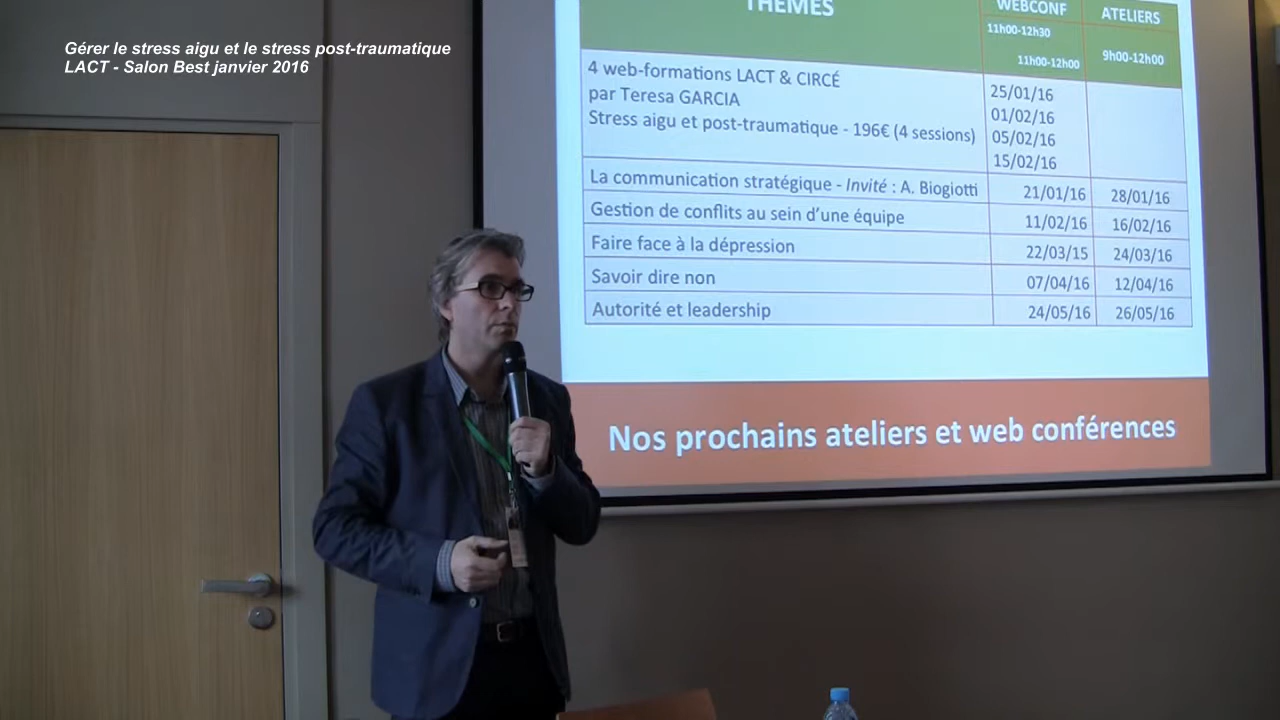 Gérer le stress aigu et le stress post-traumatique
LACT - Salon Best janvier 2016
THÈMES
WEBCONF
ATELIERS
11h00-12h30
11h00-12h00
9h00-12h00
4 web-formations LACT & CIRCÉ
par Teresa GARCIA
Stress aigu et post-traumatique - 196€ (4 sessions)
25/01/16
01/02/16
05/02/16
15/02/16
La communication stratégique - Invité : A. Biogiotti 21/01/16 28/01/16
Gestion de conflits au sein d'une équipe 11/02/16 16/02/16
Faire face à la dépression 22/03/15 24/03/16
Savoir dire non 07/04/16 12/04/16
Autorité et leadership 24/05/16 26/05/16
Nos prochains ateliers et web conférences